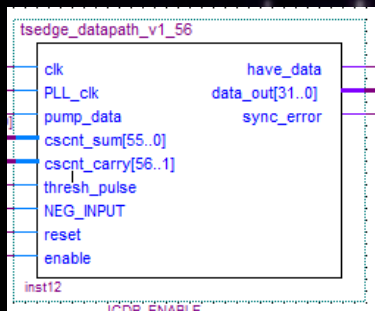 tsedge_datapath_v1_56
clk have_data
PLL_clk data_out[31..0]
pump_data sync_error
cscnt_sum[55..0]
cscnt_carry[56..1]
thresh_pulse
NEG_INPUT
reset
enable
inst12